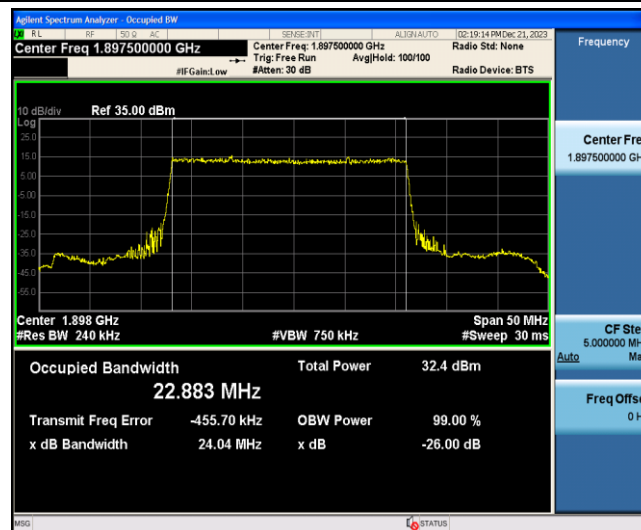 Agilent Spectrum Analyzer - Occupied BW
RL RF 50 Ω AC SENSE:INT ALIGN AUTO 02:19:14 PM Dec 21, 2023
Center Freq 1.897500000 GHz
Center Freq: 1.897500000 GHz
Radio Std: None
Trig: Free Run Avg|Hold: 100/100
#IFGain:Low #Atten: 30 dB Radio Device: BTS
Frequency
10 dB/div Ref 35.00 dBm
Log
25.0
15.0
5.00
-5.00
-15.0
-25.0
-35.0
-45.0
-55.0
Center Fre
1.897500000 GH
Center 1.898 GHz Span 50 MHz
#Res BW 240 kHz #VBW 750 kHz #Sweep 30 ms
CF Ste
5.000000 MH
Auto Ma
Occupied Bandwidth Total Power 32.4 dBm
22.883 MHz
Transmit Freq Error -455.70 kHz OBW Power 99.00 %
x dB Bandwidth 24.04 MHz x dB -26.00 dB
Freq Offs
0 H
MSG STATUS